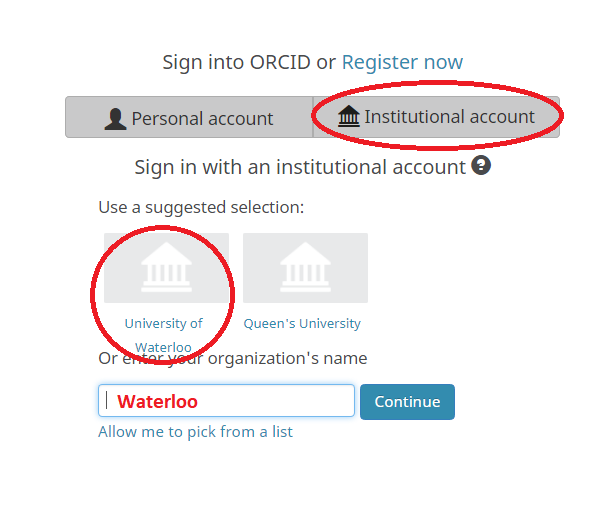 Sign into ORCID or Register now
Personal account
Institutional account
Sign in with an institutional account ?
Use a suggested selection:
University of
Waterloo
Queen's University
Or enter your organization's name
Waterloo
Continue
Allow me to pick from a list